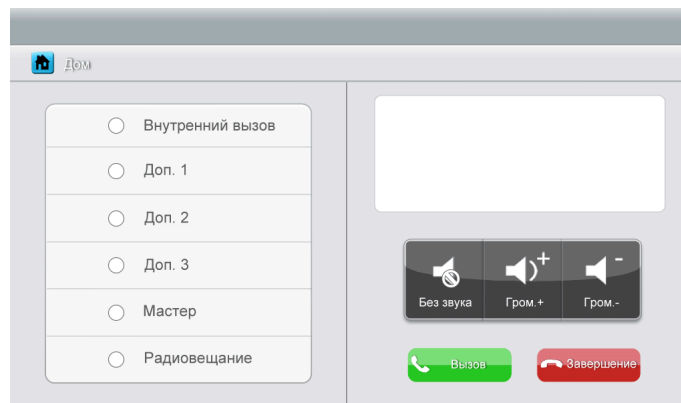 Дом
Внутренний вызов
Доп. 1
Доп. 2
Доп. 3
Мастер
Радиовещание
Без звука
Гром.+
Гром.-
Вызов
Завершение